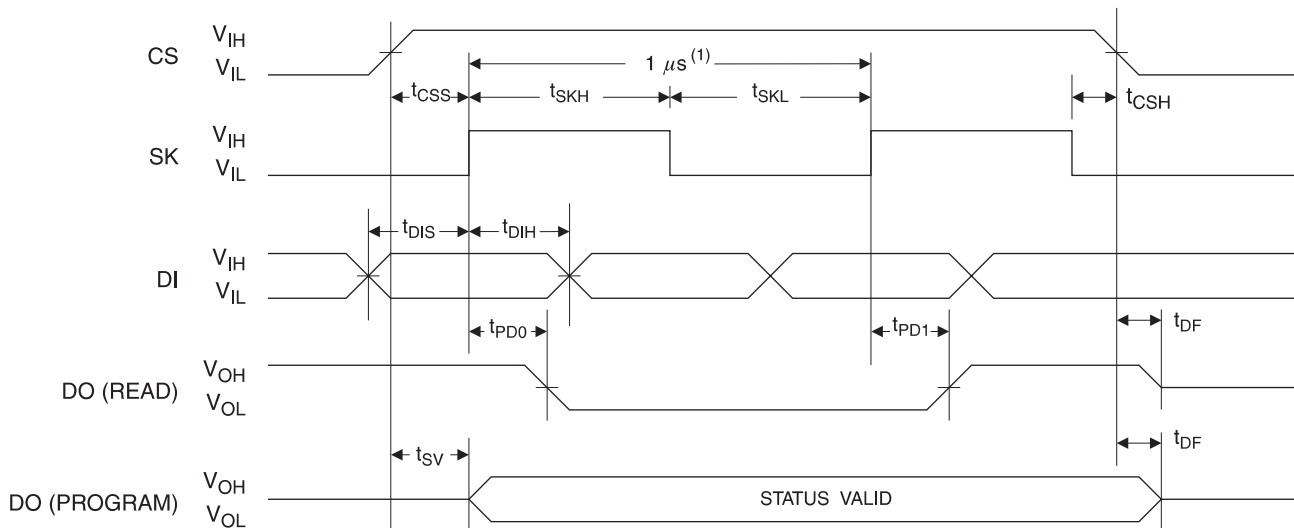 CS
V_IH
V_IL
1 μs (1)
t_CSS
t_SKH
t_SKL
t_CSH
SK
V_IH
V_IL
t_DIS
t_DIH
DI
V_IH
V_IL
t_PD0
t_PD1
t_DF
DO (READ)
V_OH
V_OL
t_SV
t_DF
DO (PROGRAM)
V_OH
V_OL
STATUS VALID